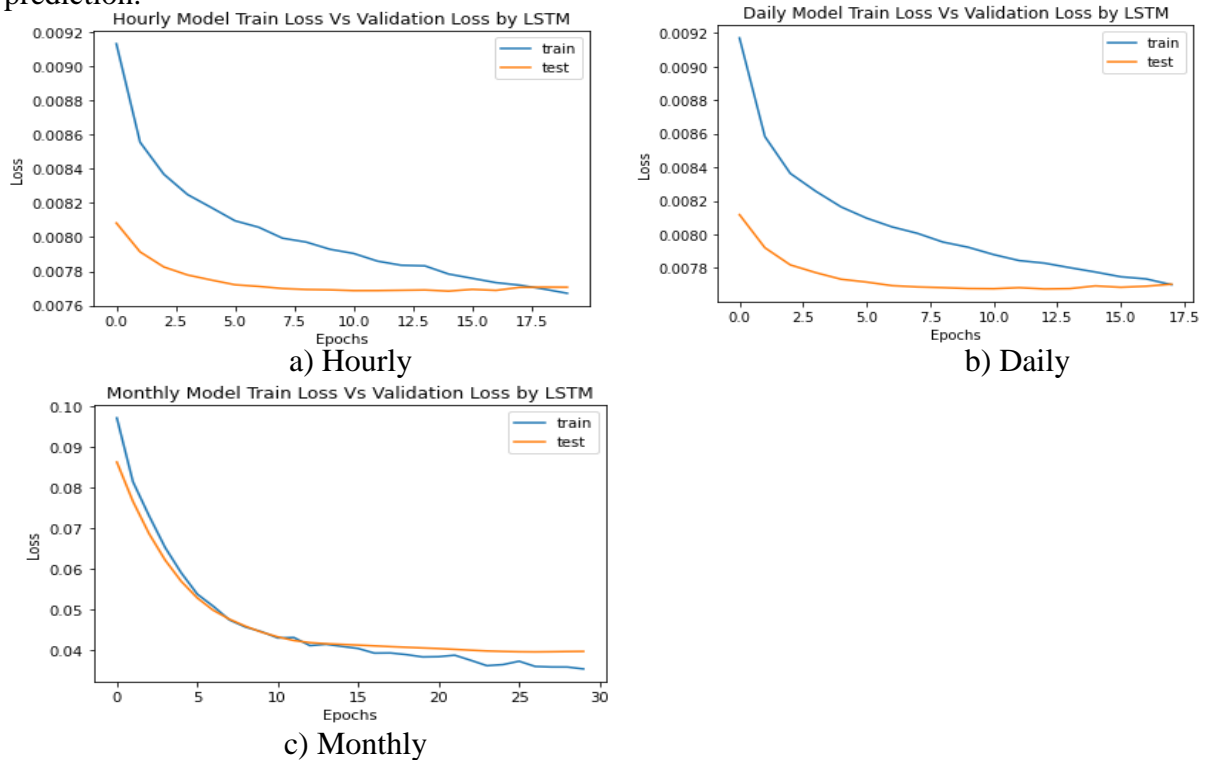 prediction.
Hourly Model Train Loss Vs Validation Loss by LSTM
0.0092
0.0090
0.0088
0.0086
0.0084
0.0082
0.0080
0.0078
0.0076
Loss
train
test
0.0 2.5 5.0 7.5 10.0 12.5 15.0 17.5
Epochs
a) Hourly
Daily Model Train Loss Vs Validation Loss by LSTM
0.0092
0.0090
0.0088
0.0086
0.0084
0.0082
0.0080
0.0078
Loss
train
test
0.0 2.5 5.0 7.5 10.0 12.5 15.0 17.5
Epochs
b) Daily
Monthly Model Train Loss Vs Validation Loss by LSTM
0.10
0.09
0.08
0.07
0.06
0.05
0.04
Loss
train
test
0 5 10 15 20 25 30
Epochs
c) Monthly